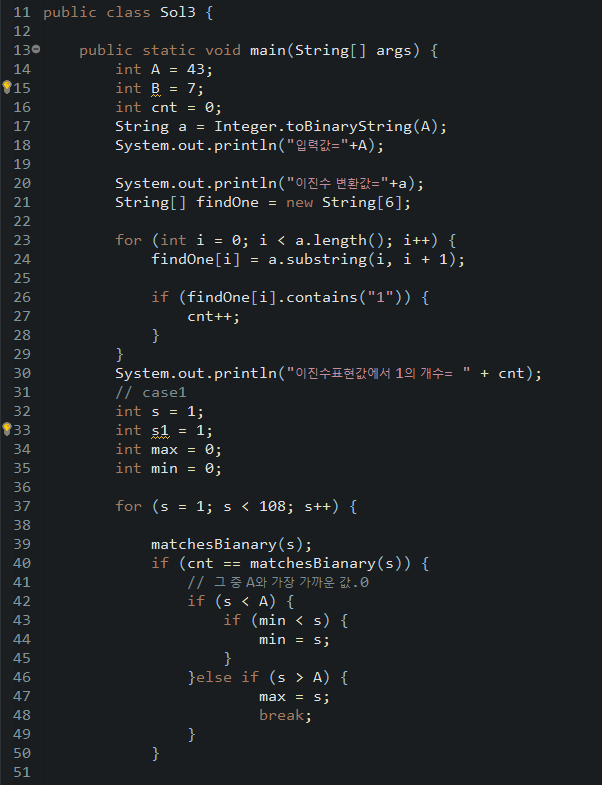 11 public class Sol3 {
12
13 public static void main(String[] args) {
14 int A = 43;
15 int B = 7;
16 int cnt = 0;
17 String a = Integer.toBinaryString(A);
18 System.out.println("입력값="+A);
19
20 System.out.println("이진수 변환값="+a);
21 String[] findOne = new String[6];
22
23 for (int i = 0; i < a.length(); i++) {
24 findOne[i] = a.substring(i, i + 1);
25
26 if (findOne[i].contains("1")) {
27 cnt++;
28 }
29 }
30 System.out.println("이진수표현값에서 1의 개수= " + cnt);
31 // case1
32 int s = 1;
33 int s1 = 1;
34 int max = 0;
35 int min = 0;
36
37 for (s = 1; s < 108; s++) {
38
39 matchesBianary(s);
40 if (cnt == matchesBianary(s)) {
41 // 그 중 A와 가장 가까운 값.0
42 if (s < A) {
43 if (min < s) {
44 min = s;
45 }
46 }else if (s > A) {
47 max = s;
48 break;
49 }
50 }
51